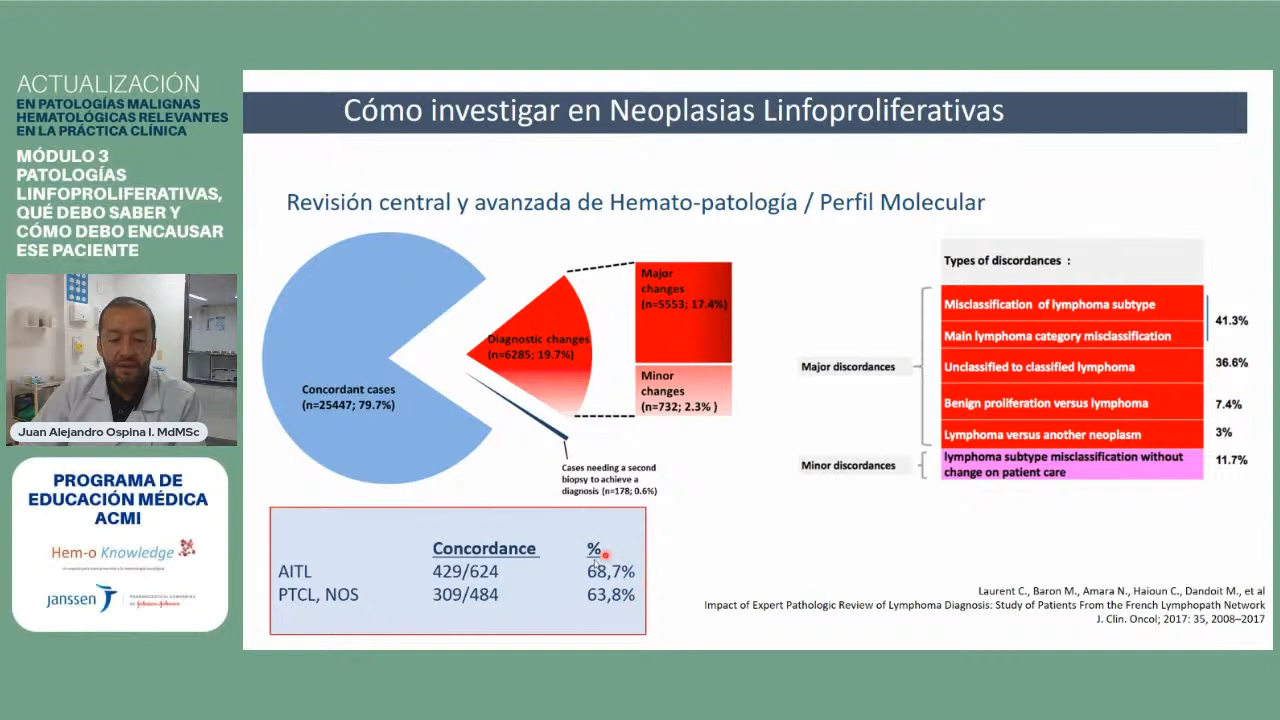 ACTUALIZACIÓN
EN PATOLOGÍAS MALIGNAS
HEMATOLÓGICAS RELEVANTES
EN LA PRÁCTICA CLÍNICA
MÓDULO 3
PATOLOGÍAS
LINFOPROLIFERATIVAS,
QUÉ DEBO SABER Y
CÓMO DEBO ENCAUSAR
ESE PACIENTE
Juan Alejandro Ospina I. MdMSc
PROGRAMA DE
EDUCACIÓN MÉDICA
ACMI
Hem-o Knowledge
janssen
PHARMACEUTICAL COMPANIES
OF Johnson&Johnson
Cómo investigar en Neoplasias Linfoproliferativas
Revisión central y avanzada de Hemato-patología / Perfil Molecular
Concordant cases
(n=25447; 79.7%)
Diagnostic changes
(n=6285; 19.7%)
Major
changes
(n=5553; 17.4%)
Minor
changes
(n=732; 2.3% )
Cases needing a second
biopsy to achieve a
diagnosis (n=178; 0.6%)
Types of discordances :
Major discordances
Misclassification of lymphoma subtype
Main lymphoma category misclassification
41.3%
Unclassified to classified lymphoma
36.6%
Benign proliferation versus lymphoma
7.4%
Lymphoma versus another neoplasm
3%
Minor discordances
lymphoma subtype misclassification without
change on patient care
11.7%
Concordance %
AITL 429/624 68,7%
PTCL, NOS 309/484 63,8%
Laurent C., Baron M., Amara N., Haioun C., Dandoit M., et al
Impact of Expert Pathologic Review of Lymphoma Diagnosis: Study of Patients From the French Lymphopath Network
J. Clin. Oncol; 2017: 35, 2008–2017